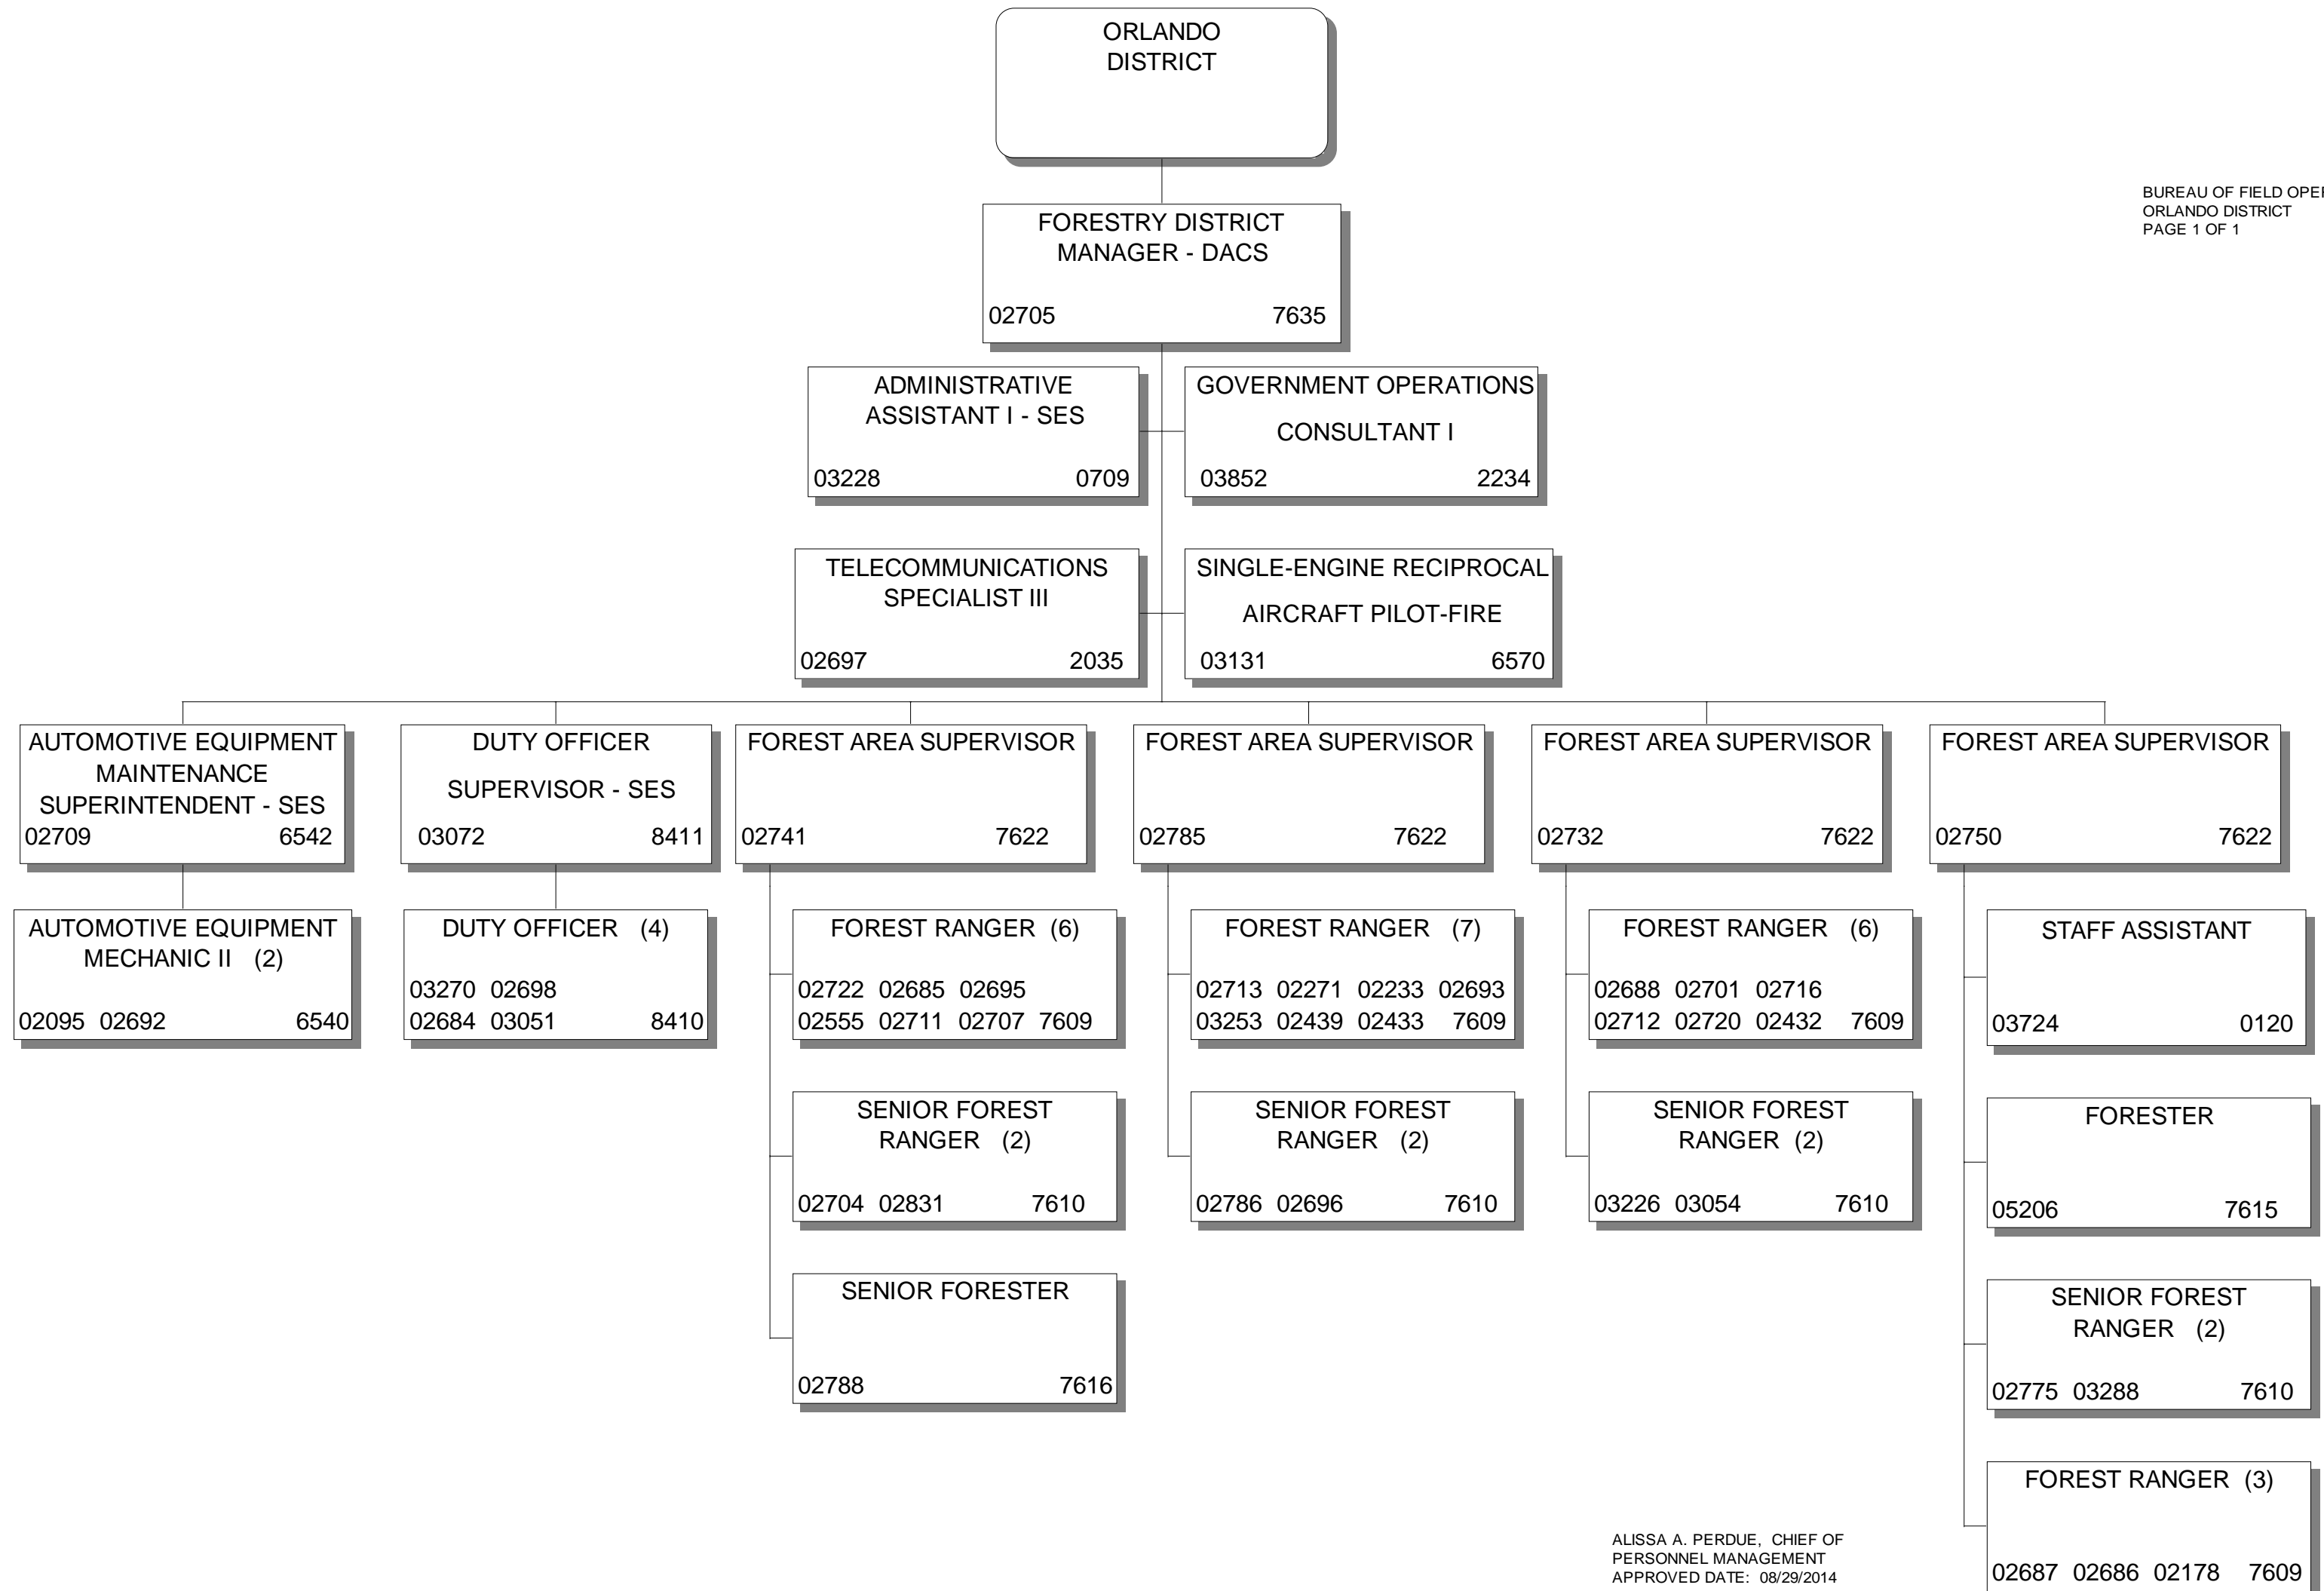 ORLANDO
DISTRICT
BUREAU OF FIELD
ORLANDO DISTRICT
PAGE 1 OF 1
FORESTRY DISTRICT
MANAGER - DACS
02705 7635
ADMINISTRATIVE
ASSISTANT I - SES
03228 0709
GOVERNMENT OPERATIONS
CONSULTANT I
03852 2234
TELECOMMUNICATIONS
SPECIALIST III
02697 2035
SINGLE-ENGINE RECIPROCAL
AIRCRAFT PILOT-FIRE
03131 6570
AUTOMOTIVE EQUIPMENT
MAINTENANCE
SUPERINTENDENT - SES
02709 6542
DUTY OFFICER
SUPERVISOR - SES
03072 8411
FOREST AREA SUPERVISOR
02741 7622
FOREST AREA SUPERVISOR
02785 7622
FOREST AREA SUPERVISOR
02732 7622
FOREST AREA SUPERVISOR
02750 7622
AUTOMOTIVE EQUIPMENT
MECHANIC II (2)
02095 02692 6540
DUTY OFFICER (4)
03270 02698
02684 03051 8410
FOREST RANGER (6)
02722 02685 02695
02555 02711 02707 7609
FOREST RANGER (7)
02713 02271 02233 02693
03253 02439 02433 7609
FOREST RANGER (6)
02688 02701 02716
02712 02720 02432 7609
STAFF ASSISTANT
03724 0120
SENIOR FOREST
RANGER (2)
02704 02831 7610
SENIOR FOREST
RANGER (2)
02786 02696 7610
SENIOR FOREST
RANGER (2)
03226 03054 7610
FORESTER
05206 7615
SENIOR FORESTER
02788 7616
SENIOR FOREST
RANGER (2)
02775 03288 7610
FOREST RANGER (3)
02687 02686 02178 7609
ALISSA A. PERDUE, CHIEF OF
PERSONNEL MANAGEMENT
APPROVED DATE: 08/29/2014